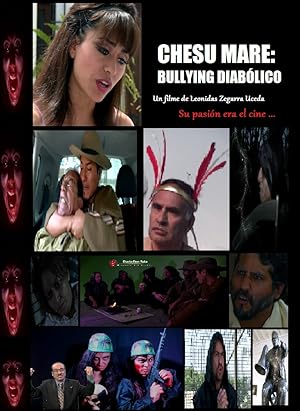 CHESU MARE:
BULLYING DIABÓLICO
Un filme de Leonidas Zegarra Uceda
Su pasión era el cine ...